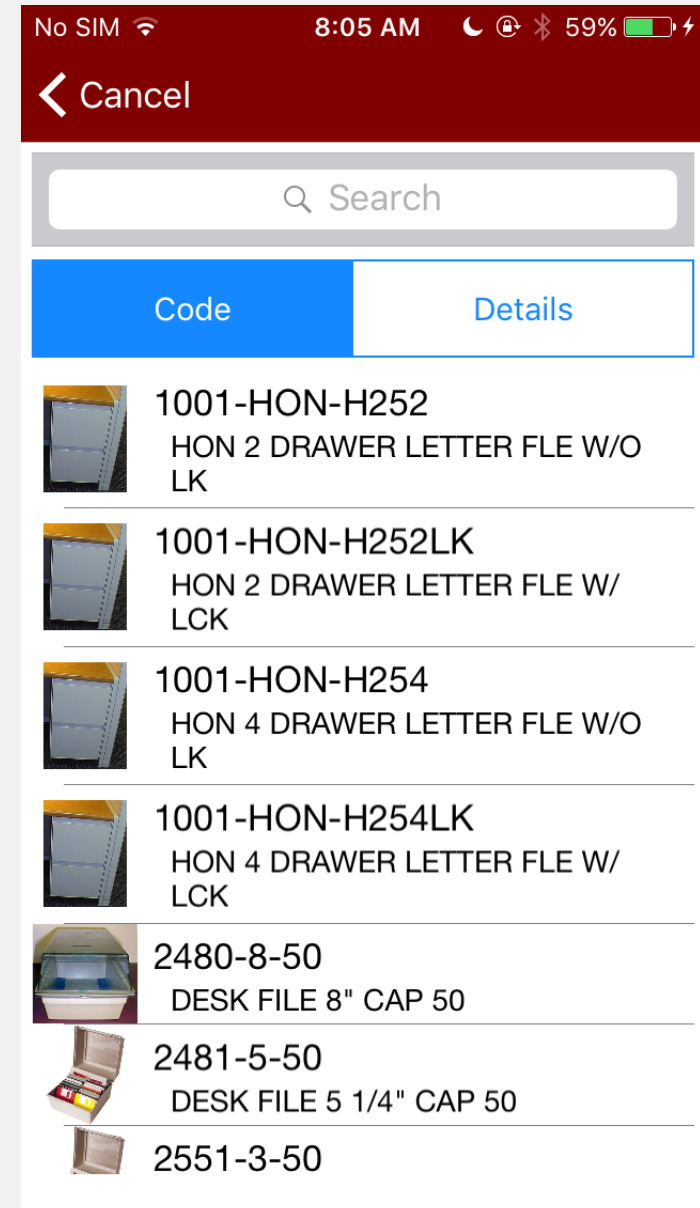 No SIM 8:05 AM 59%
Cancel
Search
Code Details
1001-HON-H252
HON 2 DRAWER LETTER FLE W/O
LK
1001-HON-H252LK
HON 2 DRAWER LETTER FLE W/
LCK
1001-HON-H254
HON 4 DRAWER LETTER FLE W/O
LK
1001-HON-H254LK
HON 4 DRAWER LETTER FLE W/
LCK
2480-8-50
DESK FILE 8" CAP 50
2481-5-50
DESK FILE 5 1/4" CAP 50
2551-3-50